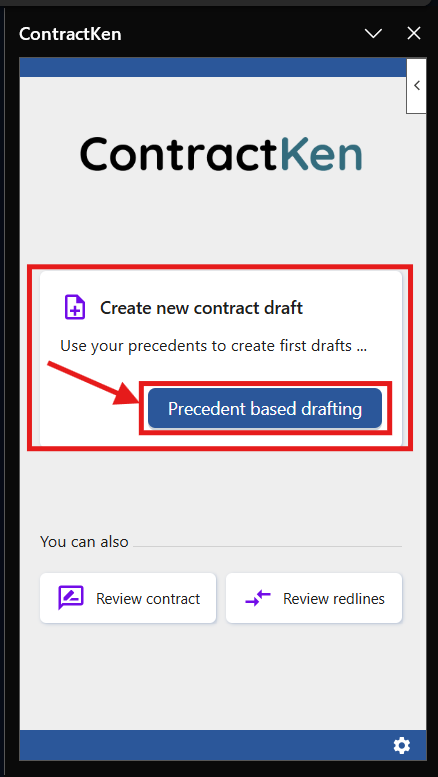 ContractKen
ContractKen
Create new contract draft
Use your precedents to create first drafts ...
Precedent based drafting
You can also
Review contract
Review redlines